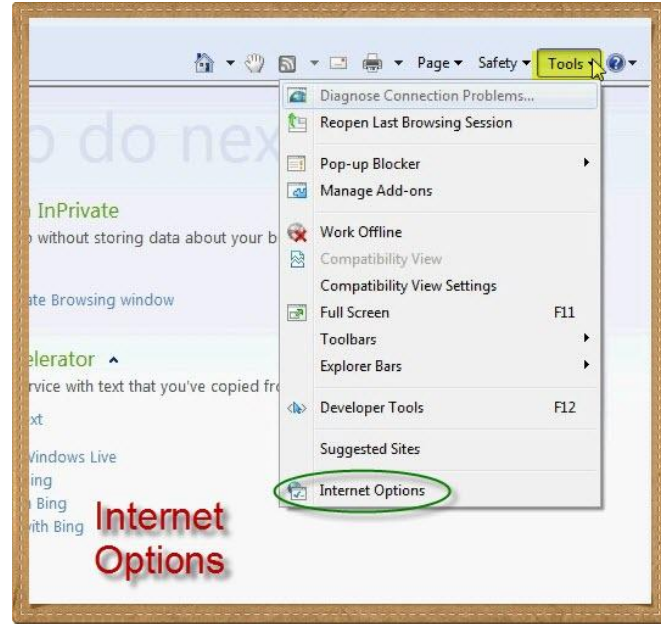 Page Safety Tools
do nex
Diagnose Connection Problems...
Reopen Last Browsing Session
Pop-up Blocker
InPrivate
Manage Add-ons
without storing data about your b
Work Offline
Compatibility View
Compatibility View Settings
Browsing window
Full Screen F11
Toolbars
Explorer Bars
elerator
rvice with text that you've copied fro
Developer Tools F12
xt
Suggested Sites
Windows Live
ing
Internet Options
Bing
with Bing
Internet
Options